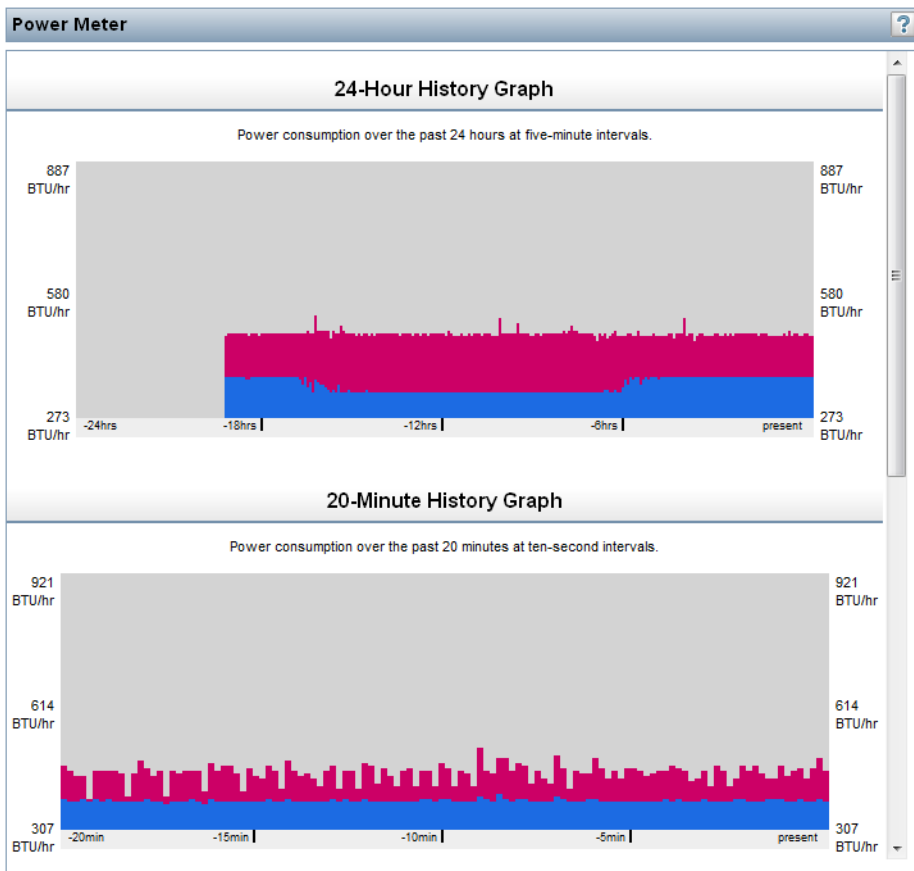 Power Meter
?
24-Hour History Graph
Power consumption over the past 24 hours at five-minute intervals.
887
BTU/hr
887
BTU/hr
580
BTU/hr
580
BTU/hr
273
BTU/hr
-24hrs -18hrs -12hrs -6hrs present
273
BTU/hr
20-Minute History Graph
Power consumption over the past 20 minutes at ten-second intervals.
921
BTU/hr
921
BTU/hr
614
BTU/hr
614
BTU/hr
307
BTU/hr
-20min -15min -10min -5min present
307
BTU/hr